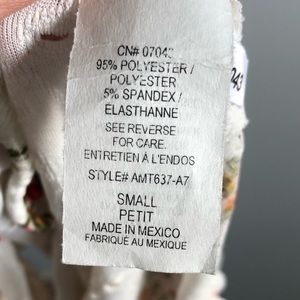 CN# 07043
95% POLYESTER /
POLYESTER
5% SPANDEX /
ELASTHANNE
SEE REVERSE
FOR CARE.
ENTRETIEN À L'ENDOS
STYLE# AMT637-A7
SMALL
PETIT
MADE IN MEXICO
FABRIQUÉ AU MEXIQUE